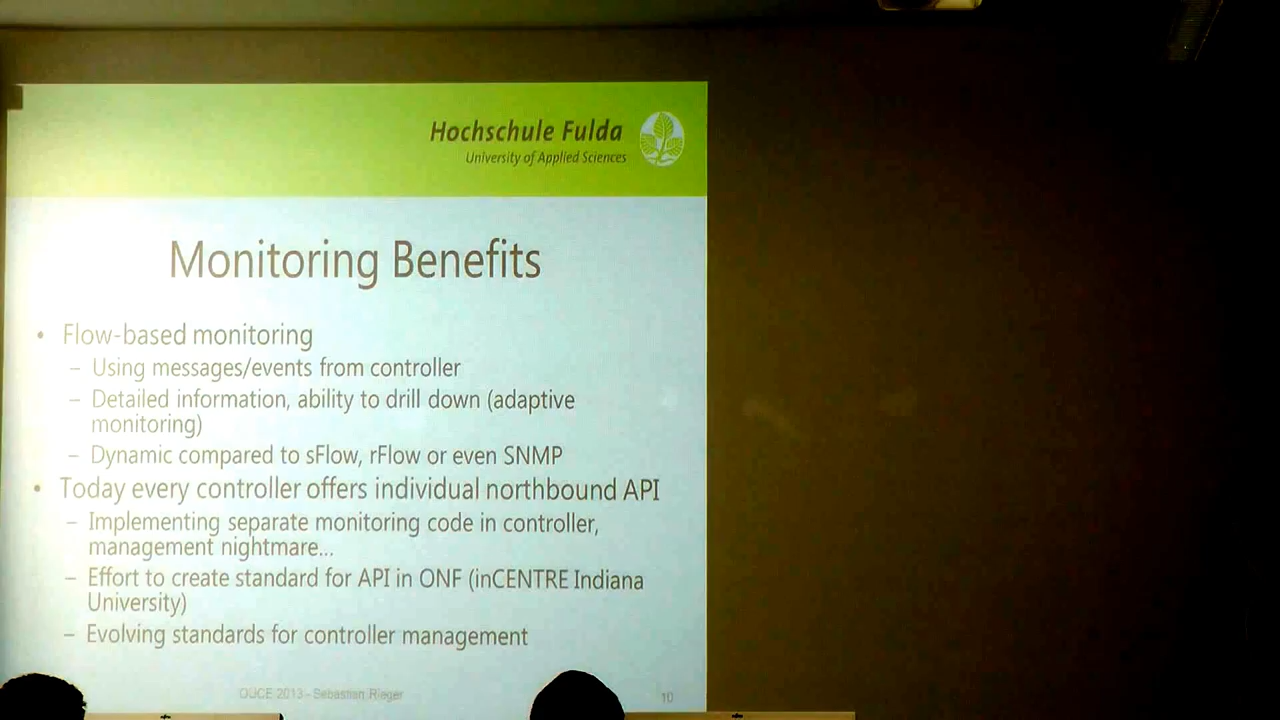 Hochschule Fulda
University of Applied Sciences
Monitoring Benefits
• Flow-based monitoring
– Using messages/events from controller
– Detailed information, ability to drill down (adaptive
monitoring)
– Dynamic compared to sFlow, rFlow or even SNMP
• Today every controller offers individual northbound API
– Implementing separate monitoring code in controller,
management nightmare...
– Effort to create standard for API in ONF (inCENTRE Indiana
University)
– Evolving standards for controller management
2013 - Sebastian Rieger
10